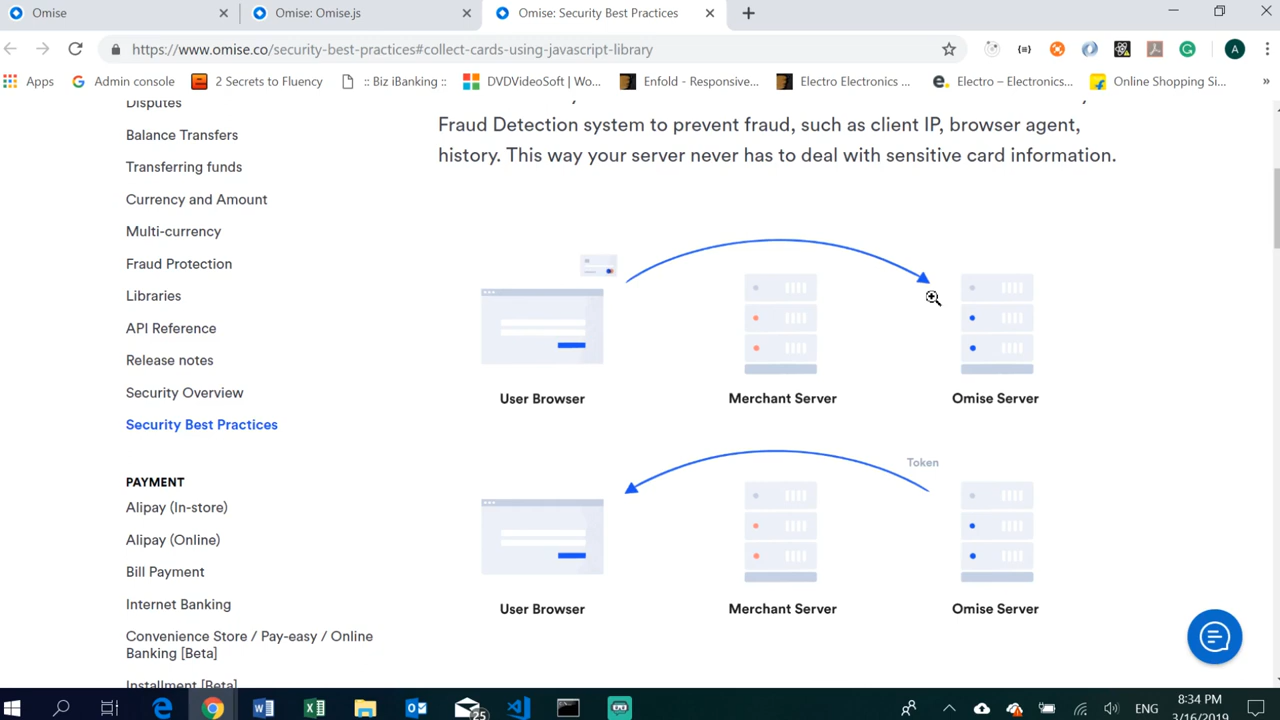 Omise
Omise: Omise.js
Omise: Security Best Practices
https://www.omise.co/security-best-practices#collect-cards-using-javascript-library
A
Apps
Admin console
2 Secrets to Fluency
:: Biz iBanking ::
DVDVideoSoft | Wo...
Enfold - Responsive...
Electro Electronics ...
Electro – Electronics...
Online Shopping Si...
»
Disputes
Balance Transfers
Transferring funds
Currency and Amount
Multi-currency
Fraud Protection
Libraries
API Reference
Release notes
Security Overview
Security Best Practices
PAYMENT
Alipay (In-store)
Alipay (Online)
Bill Payment
Internet Banking
Convenience Store / Pay-easy / Online
Banking [Beta]
Installment [Beta]
Fraud Detection system to prevent fraud, such as client IP, browser agent,
history. This way your server never has to deal with sensitive card information.
User Browser
Merchant Server
Omise Server
Token
User Browser
Merchant Server
Omise Server
25
ENG
8:34 PM
3/16/2019